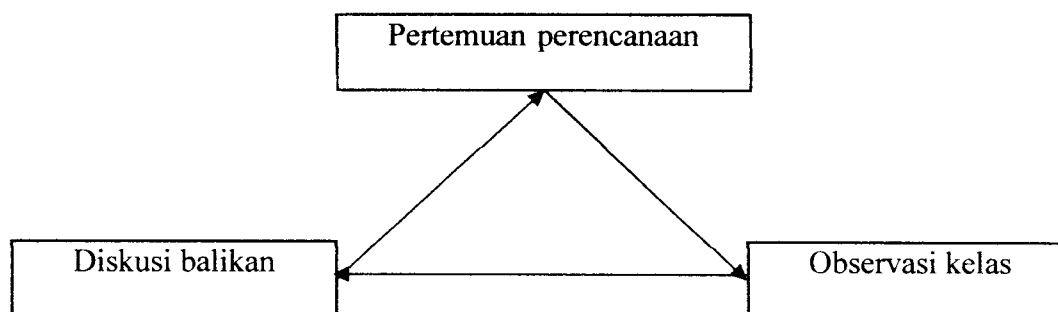 Pertemuan perencanaan
Diskusi balikan
Observasi kelas